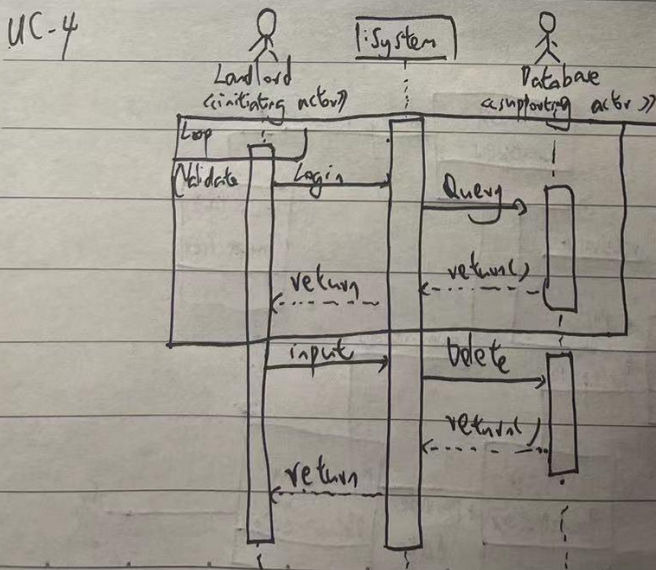 UC-4
Landlord
<<initiating actor>>
:System
Database
<<supporting actor>>
Loop
(Validate
Login
Query
return()
return
input
Delete
return()
return